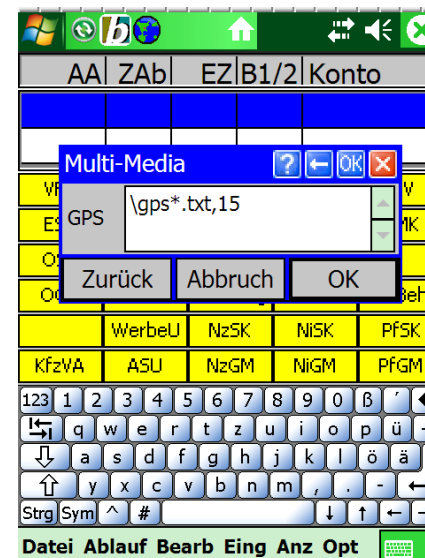 AA ZAb EZ B1/2 Konto
Multi-Media ? OK
GPS \gps*.txt,15
Zurück Abbruch OK
WerbeU NzSK NiSK PfSK
KfzVA ASU NzGM NiGM PfGM
123 1 2 3 4 5 6 7 8 9 0 ß ´
q w e r t z u i o p ü
a s d f g h j k l ö ä
y x c v b n m , . -
Strg Sym ^ #
Datei Ablauf Bearb Eing Anz Opt